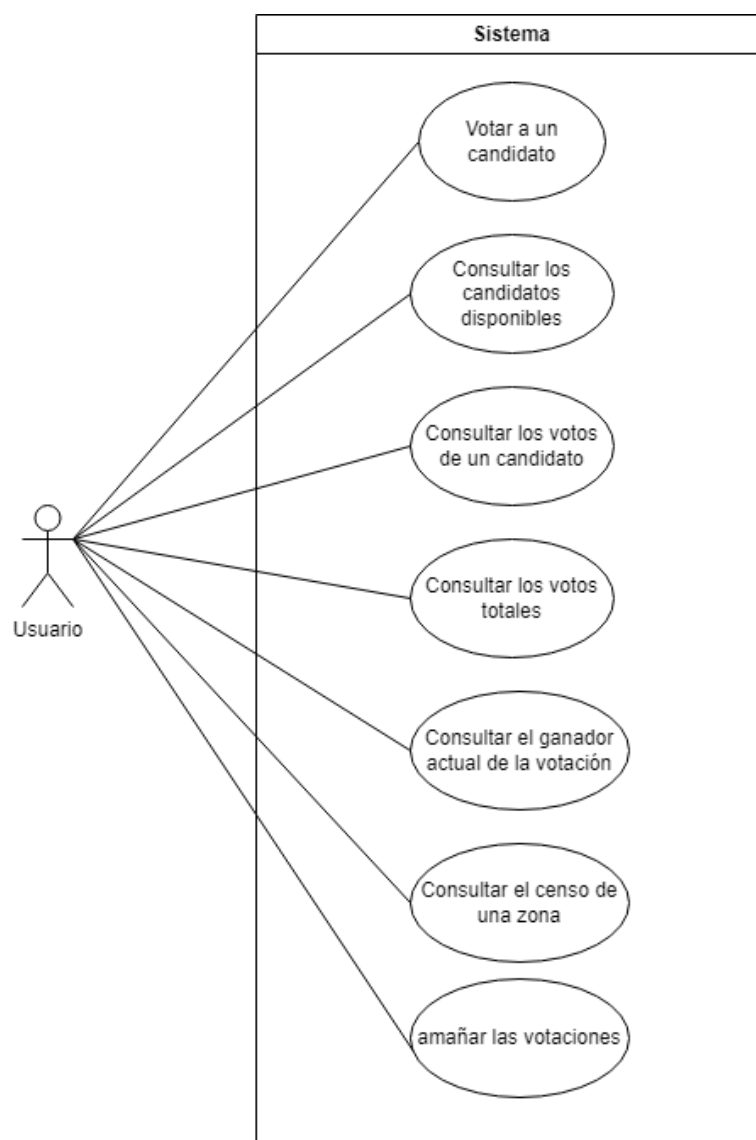 Sistema
Votar a un
candidato
Consultar los
candidatos
disponibles
Consultar los votos
de un candidato
Consultar los votos
totales
Usuario
Consultar el ganador
actual de la votación
Consultar el censo de
una zona
amañar las votaciones